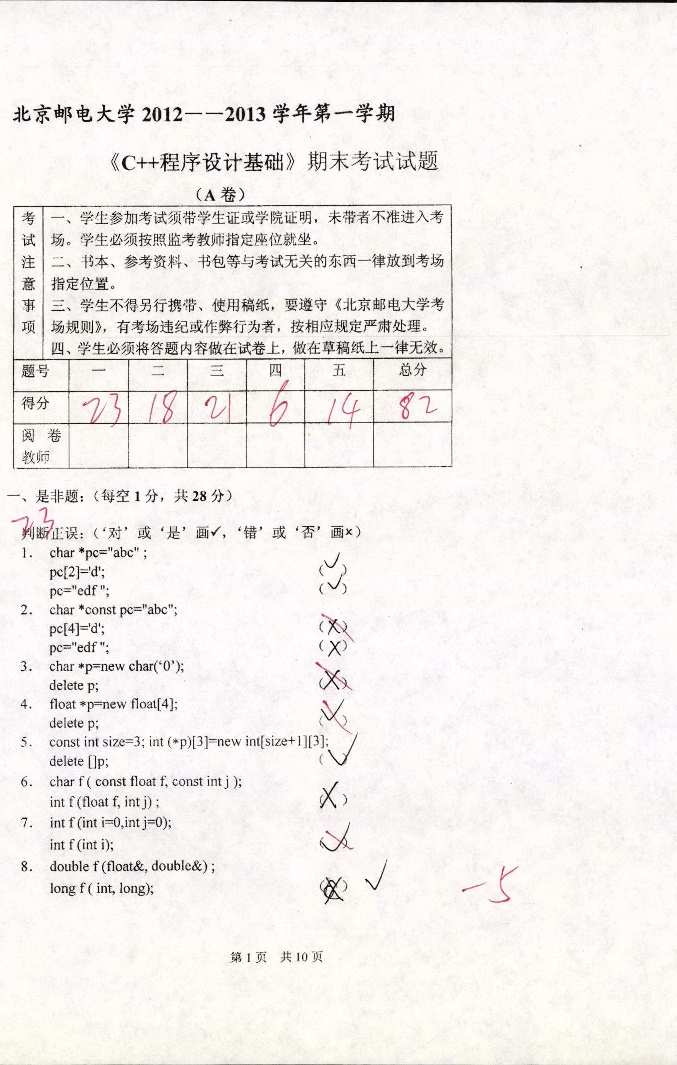 北京邮电大学 2012——2013 学年第一学期
《C++程序设计基础》期末考试试题
（A 卷）
考试注意事项
一、学生参加考试须带学生证或学院证明，未带者不准进入考
场。学生必须按照监考教师指定座位就坐。
二、书本、参考资料、书包等与考试无关的东西一律放到考场
指定位置。
三、学生不得另行携带、使用稿纸，要遵守《北京邮电大学考
场规则》，有考场违纪或作弊行为者，按相应规定严肃处理。
四、学生必须将答题内容做在试卷上，做在草稿纸上一律无效。
题号 一 二 三 四 五 总分
得分 23 18 21 6 14 82
阅 卷
教师
一、是非题：（每空 1 分，共 28 分）
23
判断正误：（‘对’或‘是’画✓，‘错’或‘否’画×）
1. char *pc="abc" ;
pc[2]='d'; (✓)
pc="edf "; (✓)
2. char *const pc="abc";
pc[4]='d'; (X)
pc="edf "; (X)
3. char *p=new char(‘0’);
delete p; (X)
4. float *p=new float[4];
delete p; (✓)
5. const int size=3; int (*p)[3]=new int[size+1][3];
delete []p; (✓)
6. char f ( const float f, const int j );
int f (float f, int j) ; (X)
7. int f (int i=0,int j=0);
int f (int i); (✓)
8. double f (float&, double&) ;
long f ( int, long); ✓
-5
第 1 页 共 10 页